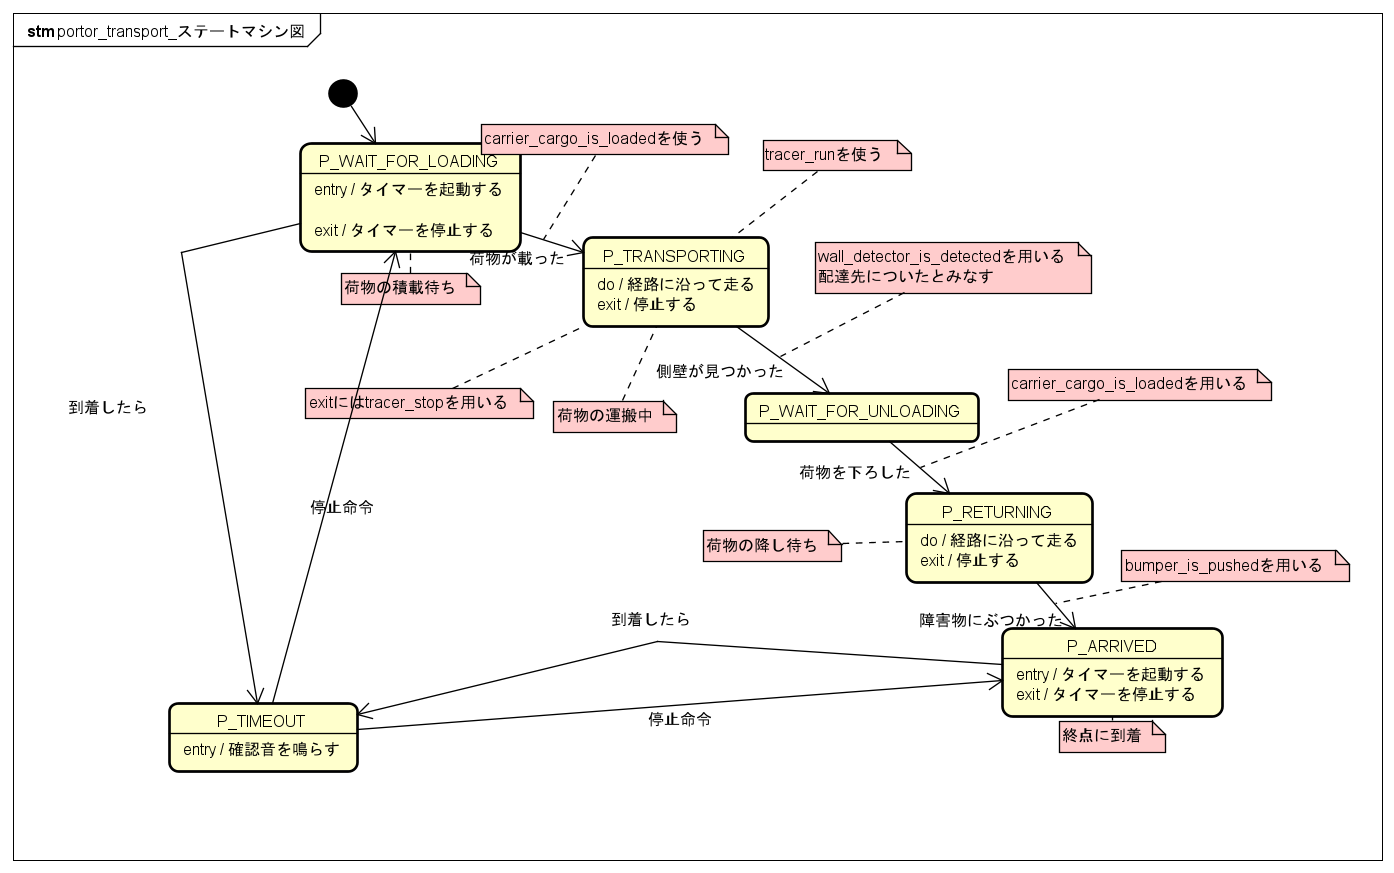 stm portor_transport_ステートマシン図
carrier_cargo_is_loadedを使う
tracer_runを使う
P_WAIT_FOR_LOADING
entry / タイマーを起動する
exit / タイマーを停止する
荷物が載った
荷物の積載待ち
P_TRANSPORTING
do / 経路に沿って走る
exit / 停止する
wall_detector_is_detectedを用いる
配達先についたとみなす
側壁が見つかった
exitにはtracer_stopを用いる
荷物の運搬中
carrier_cargo_is_loadedを用いる
P_WAIT_FOR_UNLOADING
到着したら
荷物を下ろした
停止命令
P_RETURNING
do / 経路に沿って走る
exit / 停止する
荷物の降し待ち
bumper_is_pushedを用いる
到着したら
障害物にぶつかった
P_ARRIVED
entry / タイマーを起動する
exit / タイマーを停止する
終点に到着
停止命令
P_TIMEOUT
entry / 確認音を鳴らす